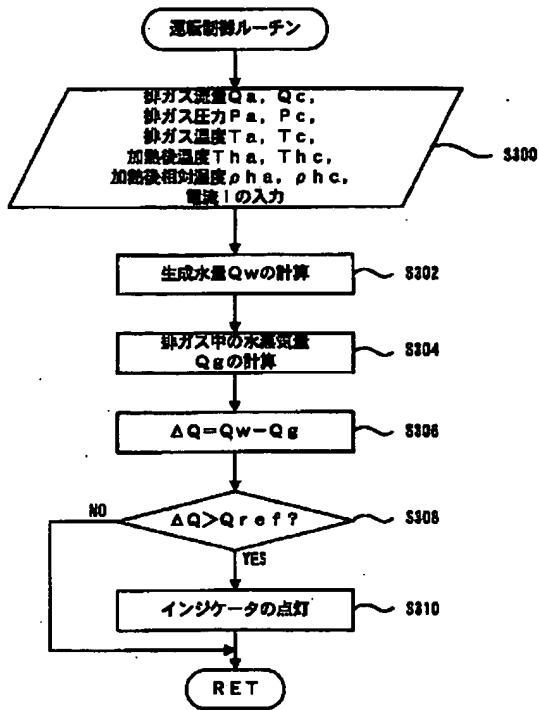 運転制御ルーチン
排ガス流量Qa, Qc,
排ガス圧力Pa, Pc,
排ガス温度Ta, Tc,
加熱後温度Tha, Thc,
加熱後相対湿度ρha, ρhc,
電流Iの入力
S300
生成水量Qwの計算
S302
排ガス中の水蒸気量
Qgの計算
S304
ΔQ=Qw−Qg
S306
ΔQ>Qref?
S308
NO
YES
インジケータの点灯
S310
RET